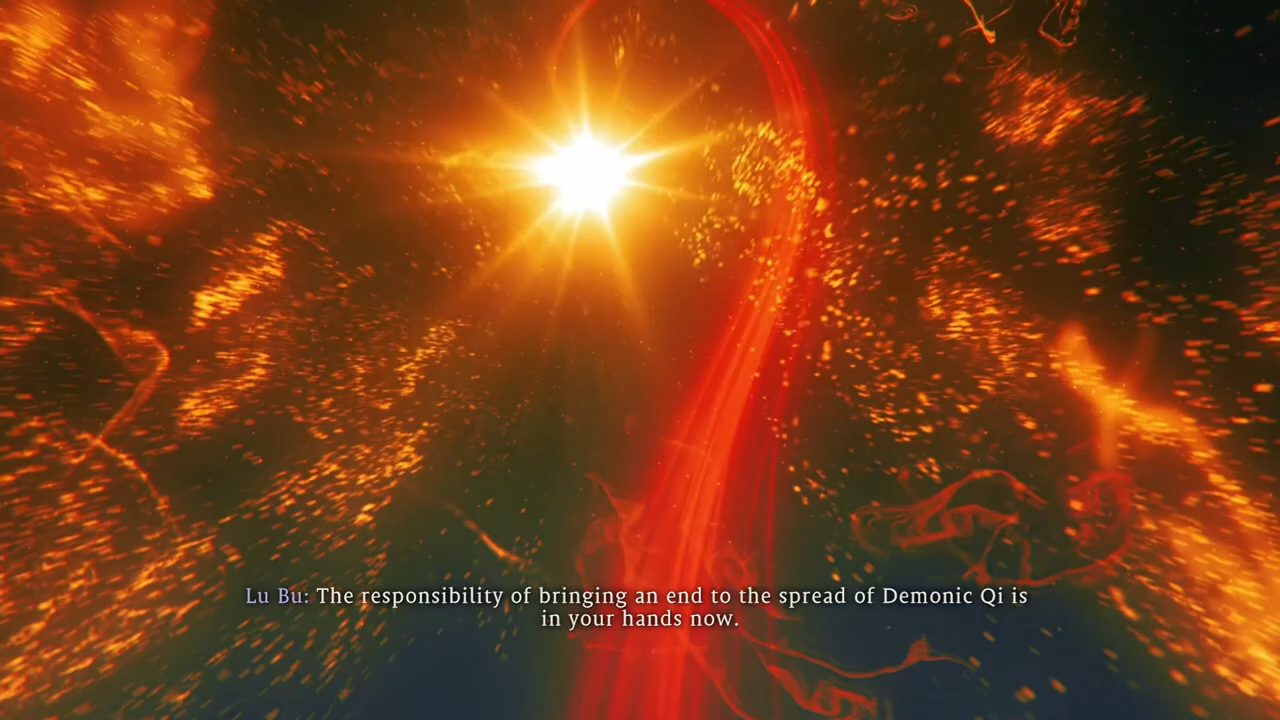 Lu Bu: The responsibility of bringing an end to the spread of Demonic Qi is
in your hands now.